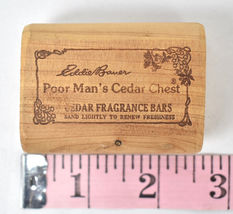 Eddie Bauer
Poor Man's Cedar Chest
CEDAR FRAGRANCE BARS
SAND LIGHTLY TO RENEW FRESHNESS
1 2 3